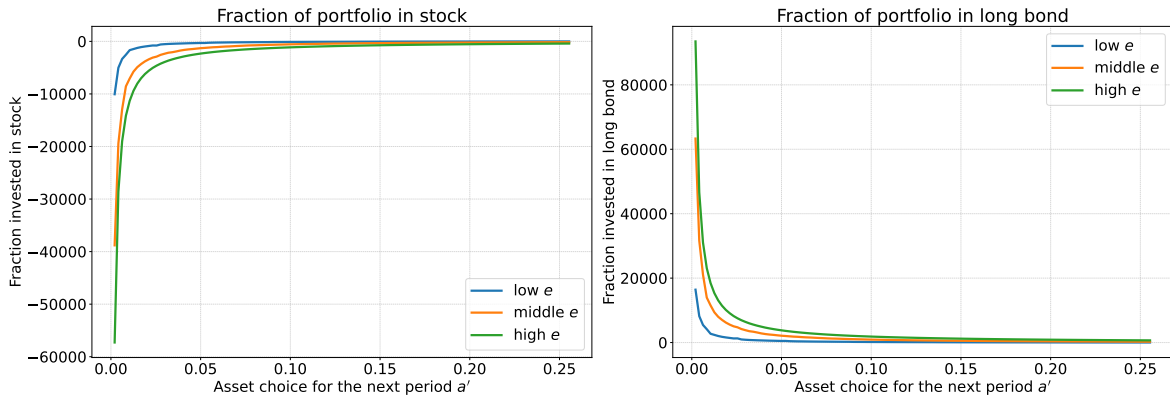 Fraction of portfolio in stock
Fraction invested in stock
0
−10000
−20000
−30000
−40000
−50000
−60000
low e
middle e
high e
0.00
0.05
0.10
0.15
0.20
0.25
Asset choice for the next period a′
Fraction of portfolio in long bond
Fraction invested in long bond
80000
60000
40000
20000
0
low e
middle e
high e
0.00
0.05
0.10
0.15
0.20
0.25
Asset choice for the next period a′